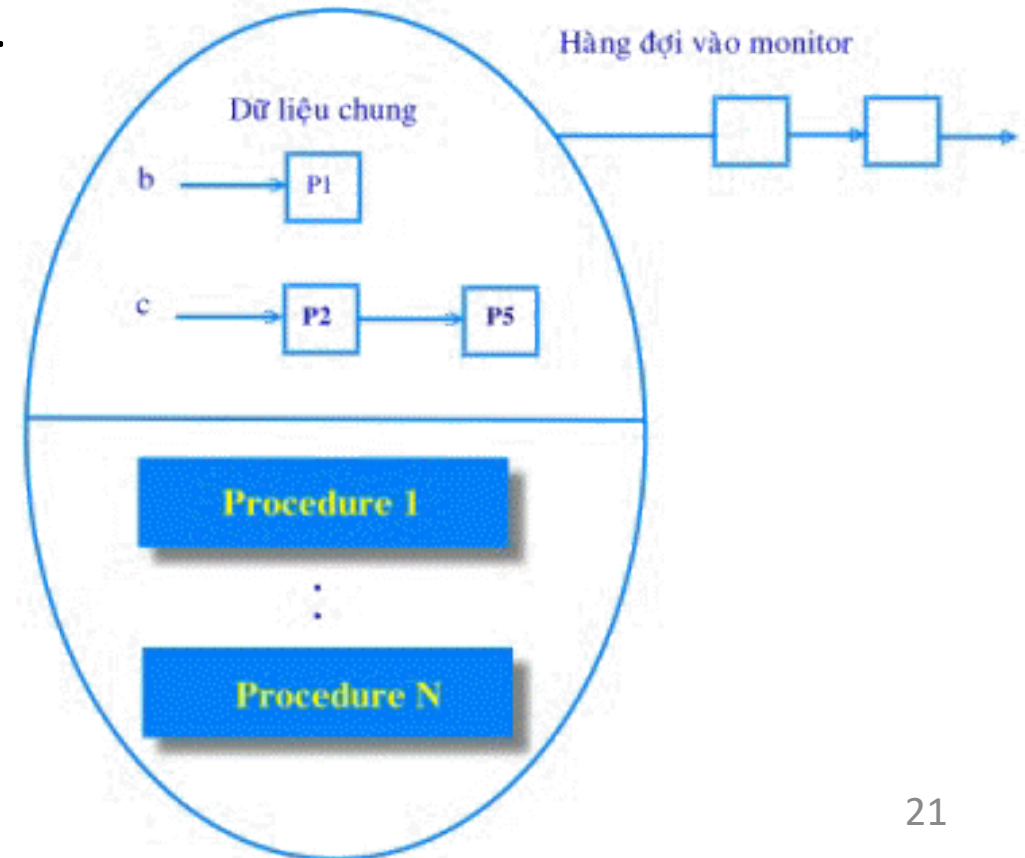 Hàng đợi vào monitor
Dữ liệu chung
b
P1
c
P2
P5
Procedure 1
:
Procedure N
21